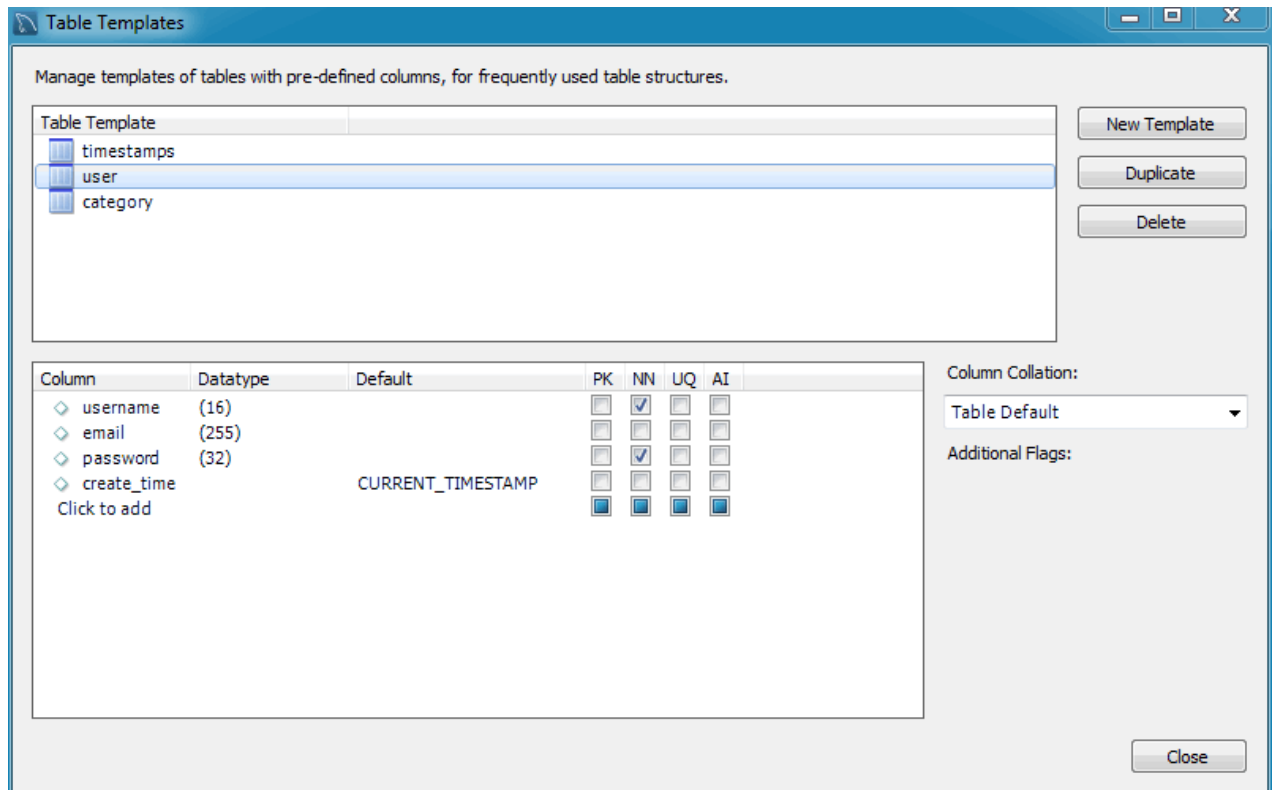 Table Templates
Manage templates of tables with pre-defined columns, for frequently used table structures.
Table Template
timestamps
user
category
New Template
Duplicate
Delete
Column Datatype Default PK NN UQ AI
username (16)
email (255)
password (32)
create_time CURRENT_TIMESTAMP
Click to add
Column Collation:
Table Default
Additional Flags:
Close